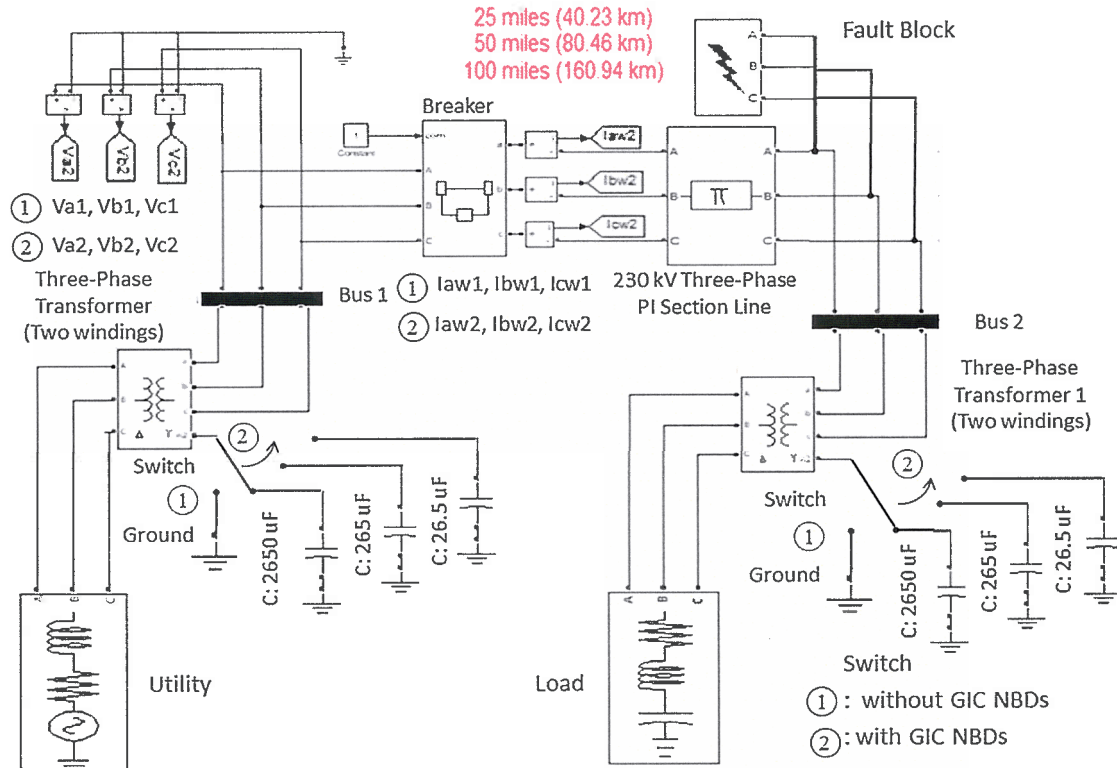 25 miles (40.23 km)
50 miles (80.46 km)
100 miles (160.94 km)
Fault Block
A
B
C
Breaker
1
Constant
com
A
B
C
a
b
c
Iaw2
Ibw2
Icw2
A
B
C
π
A
B
C
Va2
Vb2
Vc2
① Va1, Vb1, Vc1
② Va2, Vb2, Vc2
Three-Phase
Transformer
(Two windings)
Bus 1
① Iaw1, Ibw1, Icw1
② Iaw2, Ibw2, Icw2
230 kV Three-Phase
PI Section Line
Bus 2
Three-Phase
Transformer 1
(Two windings)
A
B
C
a
b
c
Δ
Y
n2
Switch
②
①
Ground
C: 2650 uF
C: 265 uF
C: 26.5 uF
A
B
C
a
b
c
Δ
Y
n2
Switch
②
①
Ground
C: 2650 uF
C: 265 uF
C: 26.5 uF
A
B
C
Utility
A
B
C
Load
Switch
① : without GIC NBDs
② : with GIC NBDs